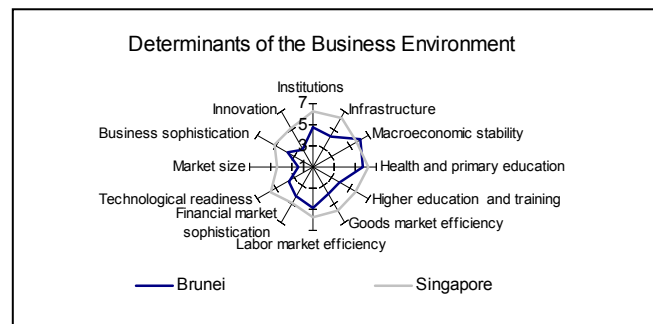 Determinants of the Business Environment
Institutions
7
Innovation
Infrastructure
5
Business sophistication
Macroeconomic stability
3
Market size
1
Health and primary education
Technological readiness
Higher education and training
Financial market
sophistication
Goods market efficiency
Labor market efficiency
Brunei
Singapore